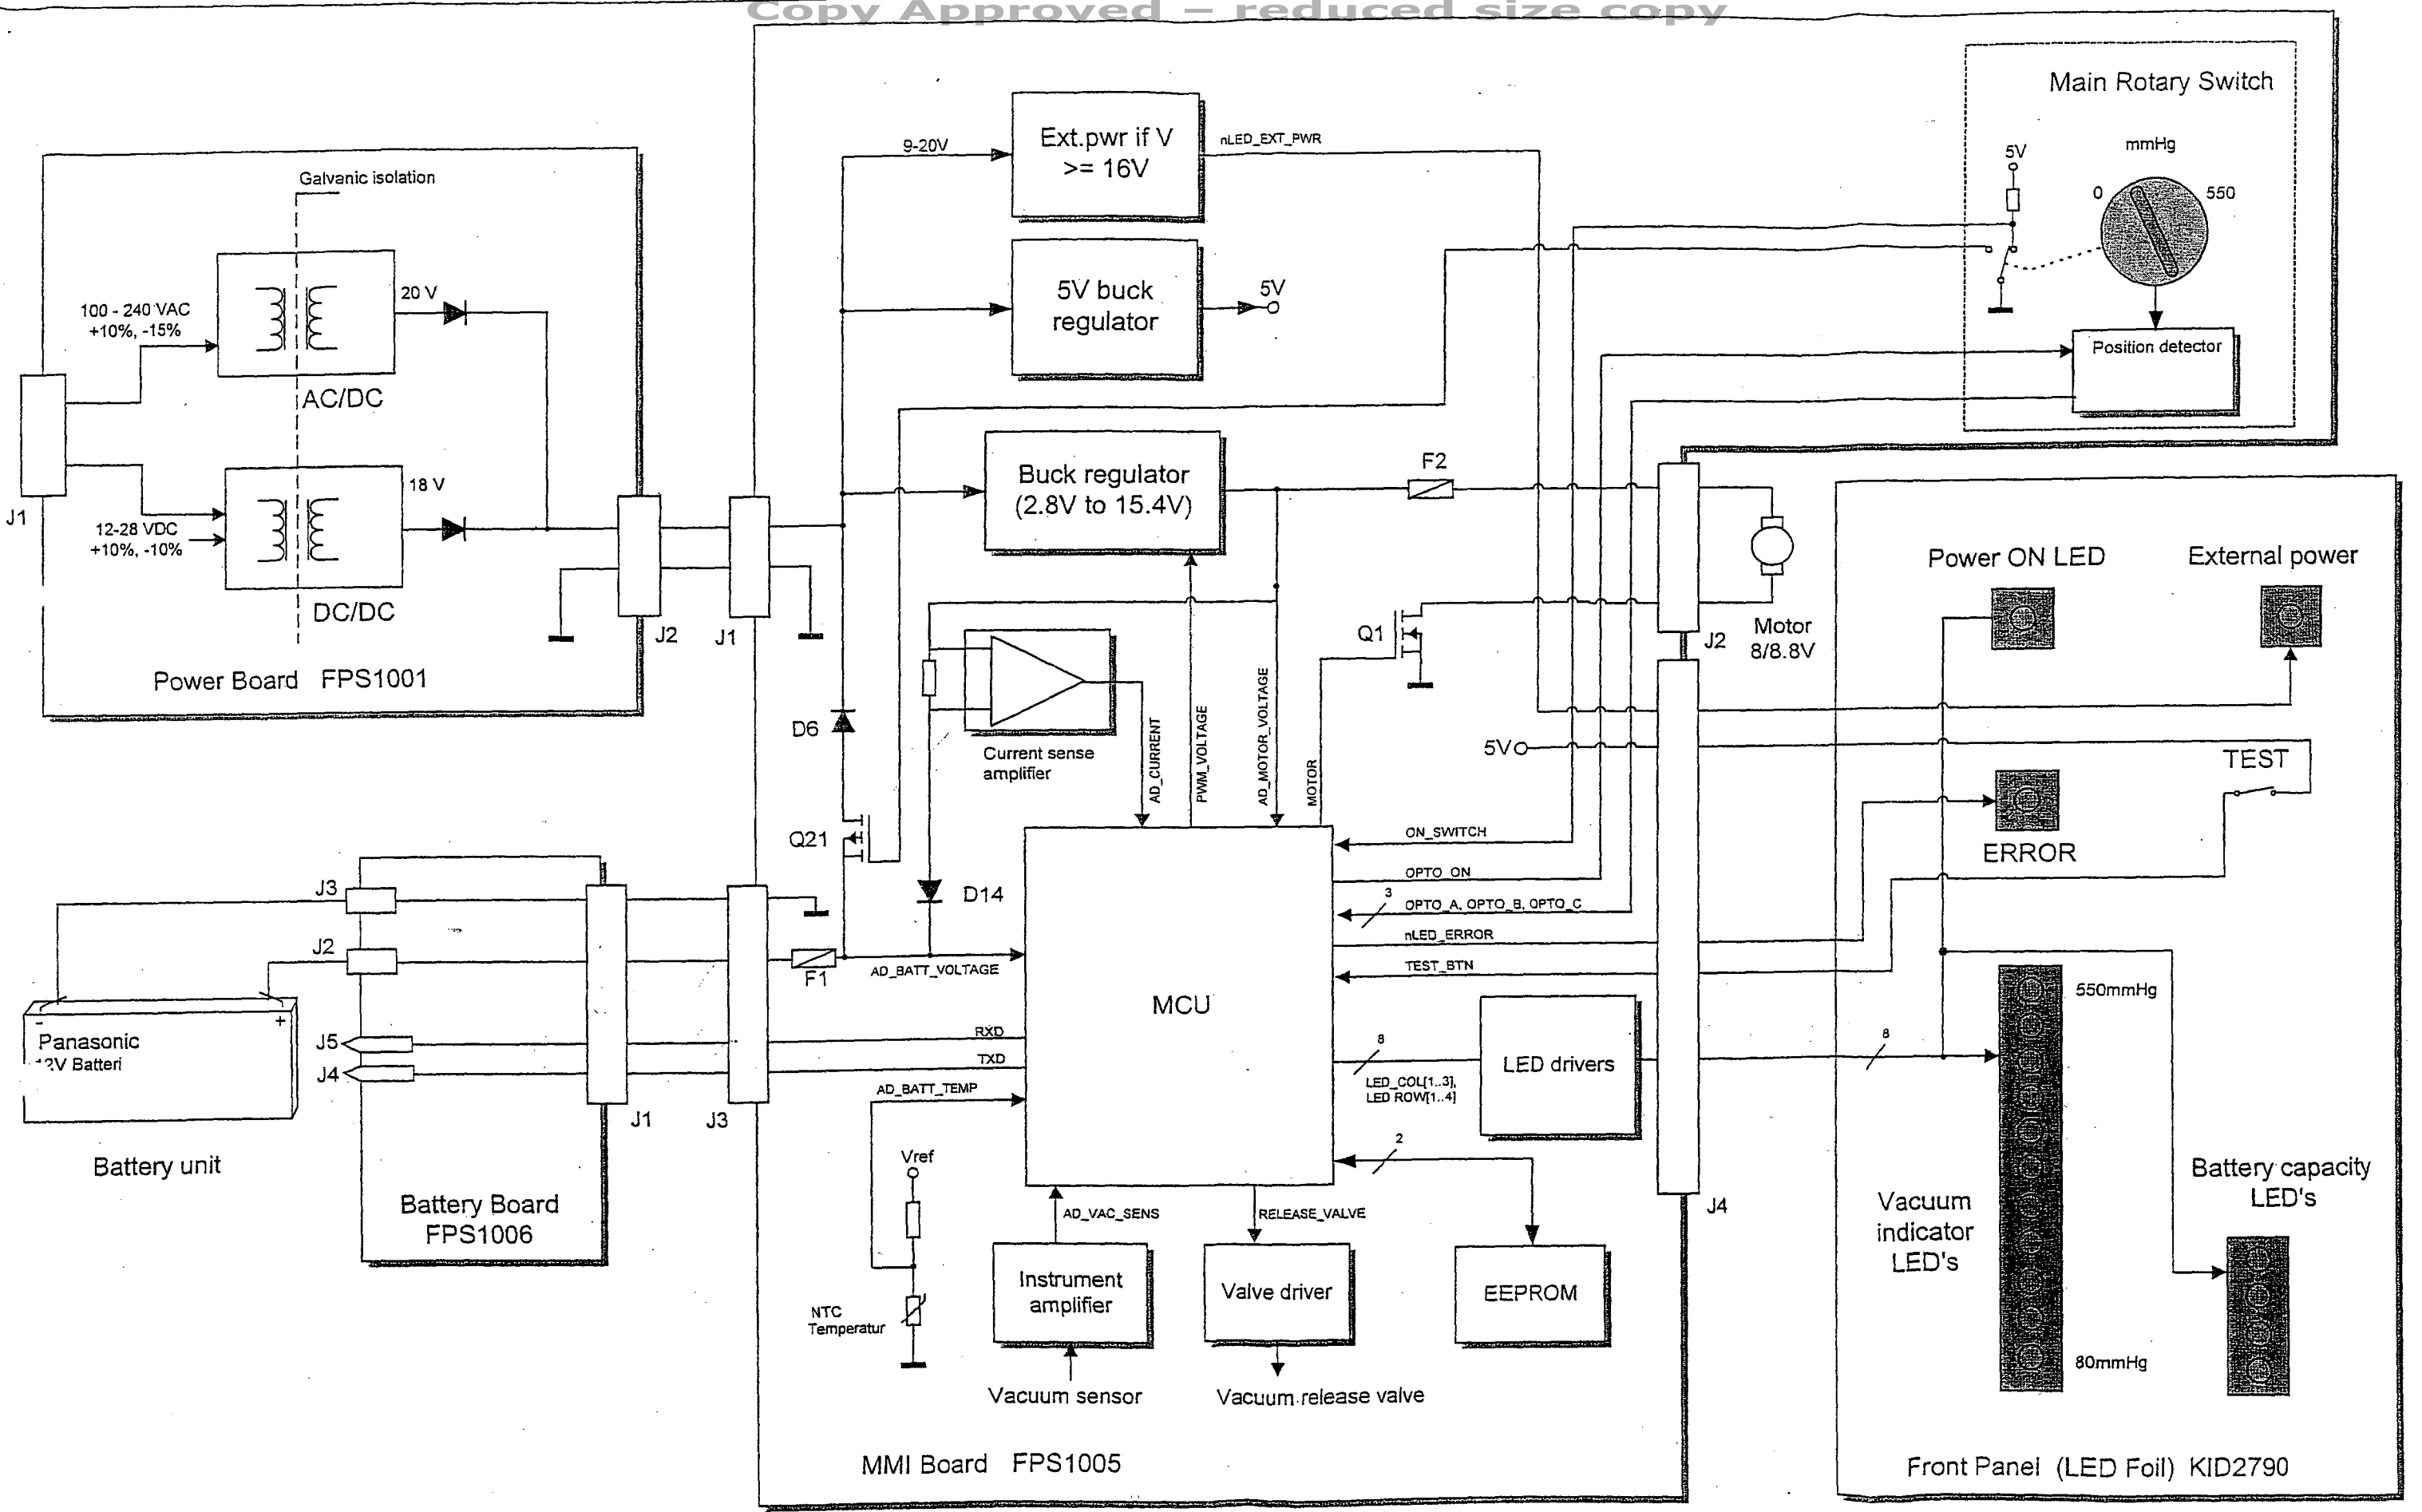 Copy Approved – reduced size copy
Main Rotary Switch
mmHg
5V
0
550
Position detector
9-20V
Ext.pwr if V
>= 16V
nLED_EXT_PWR
5V buck
regulator
5V
Galvanic isolation
100 - 240 VAC
+10%, -15%
20 V
AC/DC
J1
12-28 VDC
+10%, -10%
18 V
DC/DC
J2
J1
Power Board FPS1001
Buck regulator
(2.8V to 15.4V)
F2
Q1
J2
Motor
8/8.8V
Power ON LED
External power
D6
Current sense
amplifier
AD_CURRENT
PWM_VOLTAGE
AD_MOTOR_VOLTAGE
MOTOR
5V
TEST
ERROR
Q21
D14
ON_SWITCH
OPTO_ON
3
OPTO_A, OPTO_B, OPTO_C
nLED_ERROR
TEST_BTN
J3
J2
F1
AD_BATT_VOLTAGE
MCU
-
+
Panasonic
12V Batteri
J5
J4
RXD
TXD
AD_BATT_TEMP
J1
J3
Battery unit
Battery Board
FPS1006
8
LED_COL[1..3],
LED ROW[1..4]
LED drivers
8
550mmHg
2
Vref
NTC
Temperatur
AD_VAC_SENS
RELEASE_VALVE
Instrument
amplifier
Valve driver
EEPROM
J4
Vacuum
indicator
LED's
Battery capacity
LED's
80mmHg
Vacuum sensor
Vacuum release valve
MMI Board FPS1005
Front Panel (LED Foil) KID2790